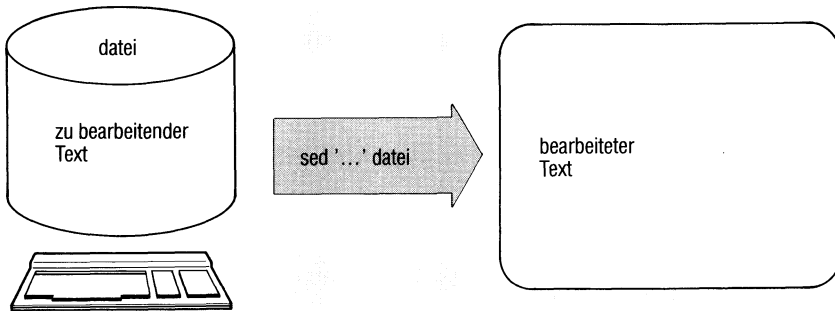 datei
zu bearbeitender
Text
sed '...' datei
bearbeiteter
Text